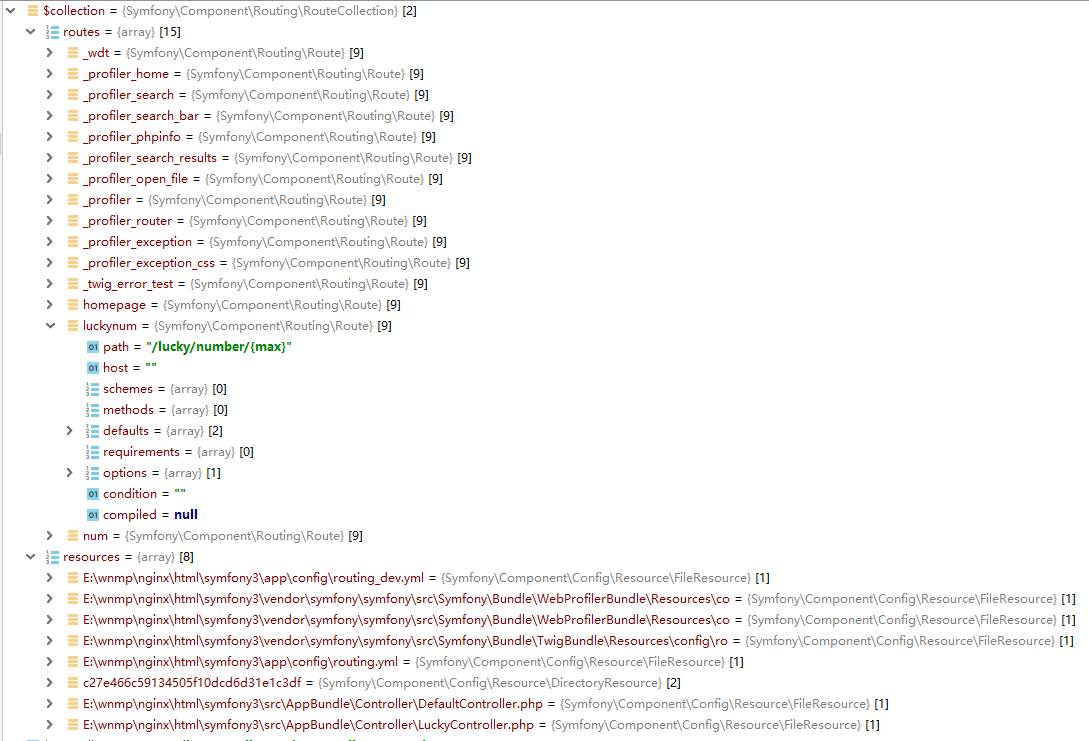 $collection = {Symfony\Component\Routing\RouteCollection} [2]
routes = {array} [15]
_wdt = {Symfony\Component\Routing\Route} [9]
_profiler_home = {Symfony\Component\Routing\Route} [9]
_profiler_search = {Symfony\Component\Routing\Route} [9]
_profiler_search_bar = {Symfony\Component\Routing\Route} [9]
_profiler_phpinfo = {Symfony\Component\Routing\Route} [9]
_profiler_search_results = {Symfony\Component\Routing\Route} [9]
_profiler_open_file = {Symfony\Component\Routing\Route} [9]
_profiler = {Symfony\Component\Routing\Route} [9]
_profiler_router = {Symfony\Component\Routing\Route} [9]
_profiler_exception = {Symfony\Component\Routing\Route} [9]
_profiler_exception_css = {Symfony\Component\Routing\Route} [9]
_twig_error_test = {Symfony\Component\Routing\Route} [9]
homepage = {Symfony\Component\Routing\Route} [9]
luckynum = {Symfony\Component\Routing\Route} [9]
path = "/lucky/number/{max}"
host = ""
schemes = {array} [0]
methods = {array} [0]
defaults = {array} [2]
requirements = {array} [0]
options = {array} [1]
condition = ""
compiled = null
num = {Symfony\Component\Routing\Route} [9]
resources = {array} [8]
E:\wnmp\nginx\html\symfony3\app\config\routing_dev.yml = {Symfony\Component\Config\Resource\FileResource} [1]
E:\wnmp\nginx\html\symfony3\vendor\symfony\symfony\src\Symfony\Bundle\WebProfilerBundle\Resources\co = {Symfony\Component\Config\Resource\FileResource} [1]
E:\wnmp\nginx\html\symfony3\vendor\symfony\symfony\src\Symfony\Bundle\WebProfilerBundle\Resources\co = {Symfony\Component\Config\Resource\FileResource} [1]
E:\wnmp\nginx\html\symfony3\vendor\symfony\symfony\src\Symfony\Bundle\TwigBundle\Resources\config\ro = {Symfony\Component\Config\Resource\FileResource} [1]
E:\wnmp\nginx\html\symfony3\app\config\routing.yml = {Symfony\Component\Config\Resource\FileResource} [1]
c27e466c59134505f10dcd6d31e1c3df = {Symfony\Component\Config\Resource\DirectoryResource} [2]
E:\wnmp\nginx\html\symfony3\src\AppBundle\Controller\DefaultController.php = {Symfony\Component\Config\Resource\FileResource} [1]
E:\wnmp\nginx\html\symfony3\src\AppBundle\Controller\LuckyController.php = {Symfony\Component\Config\Resource\FileResource} [1]